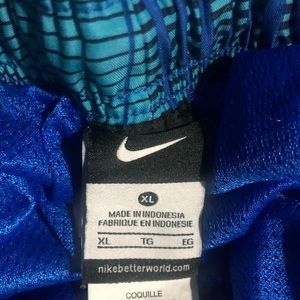 XL
MADE IN INDONESIA
FABRIQUE EN INDONESIE
XL TG EG
nikebetterworld.com
COQUILLE